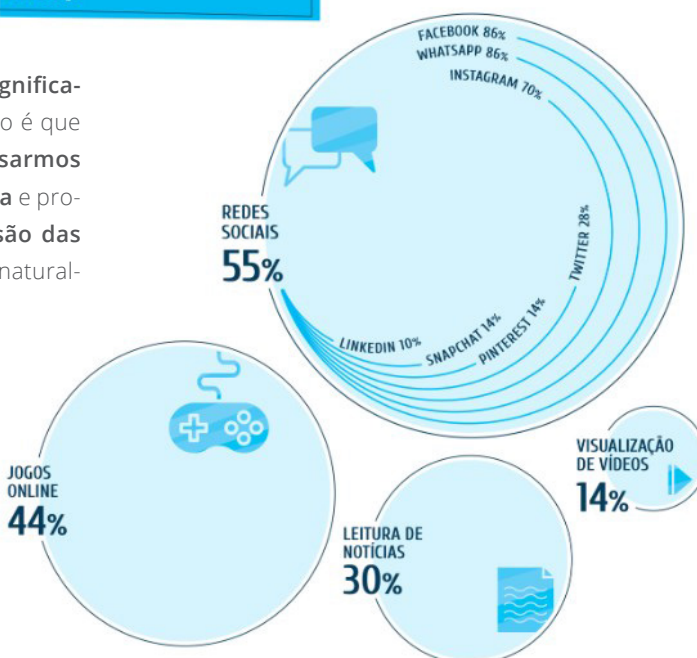 gnifica-
o é que
sarmos
a e pro-
são das
natural-
FACEBOOK 86%
WHATSAPP 86%
INSTAGRAM 70%
TWITTER 28%
PINTEREST 14%
SNAPCHAT 14%
LINKEDIN 10%
REDES
SOCIAIS
55%
JOGOS
ONLINE
44%
LEITURA DE
NOTÍCIAS
30%
VISUALIZAÇÃO
DE VÍDEOS
14%